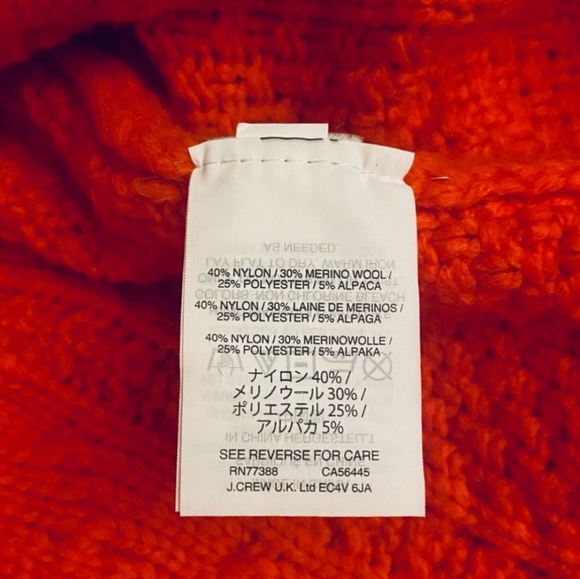 40% NYLON / 30% MERINO WOOL /
25% POLYESTER / 5% ALPACA
40% NYLON / 30% LAINE DE MERINOS /
25% POLYESTER / 5% ALPAGA
40% NYLON / 30% MERINOWOLLE /
25% POLYESTER / 5% ALPAKA
ナイロン 40% /
メリノウール 30% /
ポリエステル 25% /
アルパカ 5%
SEE REVERSE FOR CARE
RN77388 CA56445
J.CREW U.K. Ltd EC4V 6JA